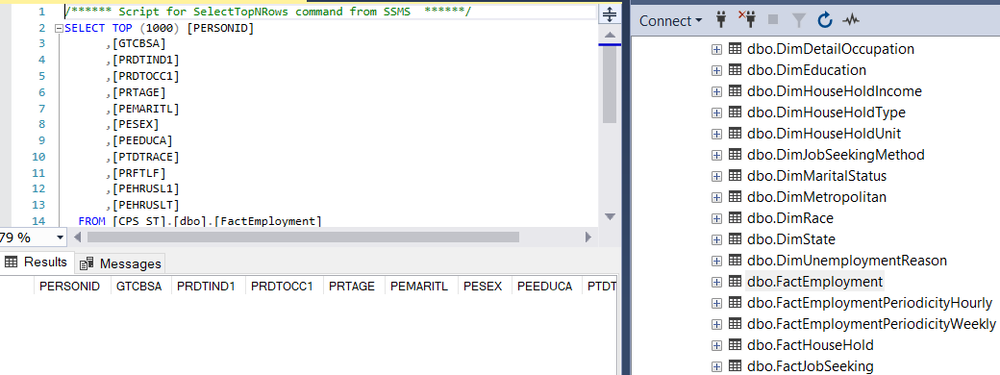 1 /****** Script for SelectTopNRows command from SSMS ******/
2 SELECT TOP (1000) [PERSONID]
3 ,[GTCBSA]
4 ,[PRDTIND1]
5 ,[PRDTOCC1]
6 ,[PRTAGE]
7 ,[PEMARITL]
8 ,[PESEX]
9 ,[PEEDUCA]
10 ,[PTDTRACE]
11 ,[PRFTLF]
12 ,[PEHRUSL1]
13 ,[PEHRUSLT]
14 FROM [CPS_ST].[dbo].[FactEmployment]
79 %
Results Messages
PERSONID GTCBSA PRDTIND1 PRDTOCC1 PRTAGE PEMARITL PESEX PEEDUCA PTDT
Connect
dbo.DimDetailOccupation
dbo.DimEducation
dbo.DimHouseHoldIncome
dbo.DimHouseHoldType
dbo.DimHouseHoldUnit
dbo.DimJobSeekingMethod
dbo.DimMaritalStatus
dbo.DimMetropolitan
dbo.DimRace
dbo.DimState
dbo.DimUnemploymentReason
dbo.FactEmployment
dbo.FactEmploymentPeriodicityHourly
dbo.FactEmploymentPeriodicityWeekly
dbo.FactHouseHold
dbo.FactJobSeeking